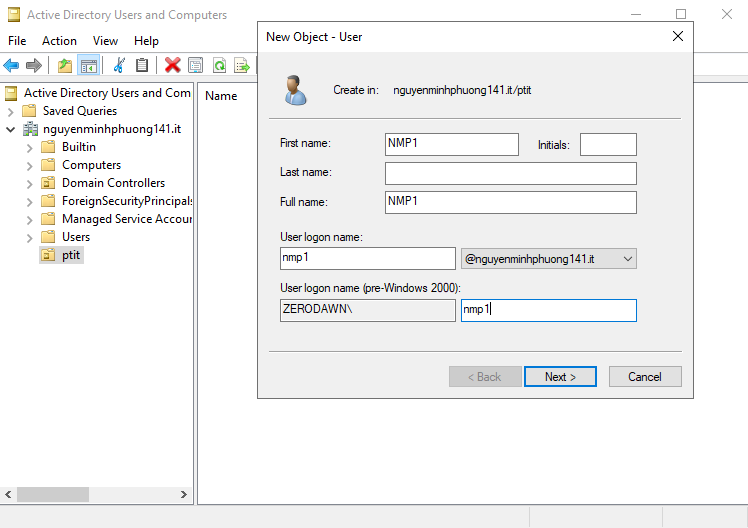 Active Directory Users and Computers
File Action View Help
Active Directory Users and Com
Saved Queries
nguyenminhphuong141.it
Builtin
Computers
Domain Controllers
ForeignSecurityPrincipals
Managed Service Accour
Users
ptit
Name
New Object - User
Create in: nguyenminhphuong141.it/ptit
First name: NMP1 Initials:
Last name:
Full name: NMP1
User logon name:
nmp1 @nguyenminhphuong141.it
User logon name (pre-Windows 2000):
ZERODAWN\ nmp1
< Back Next > Cancel